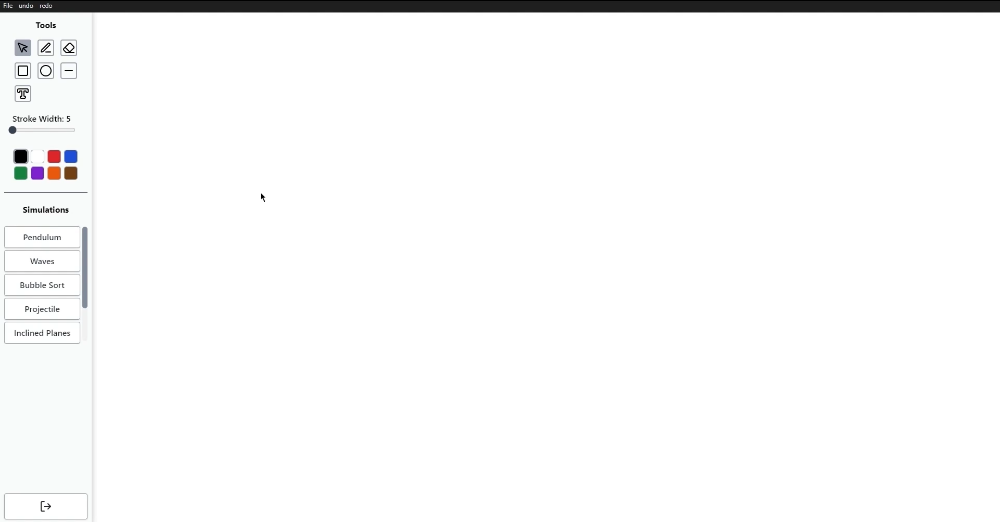 File undo redo
Tools
Stroke Width: 5
Simulations
Pendulum
Waves
Bubble Sort
Projectile
Inclined Planes